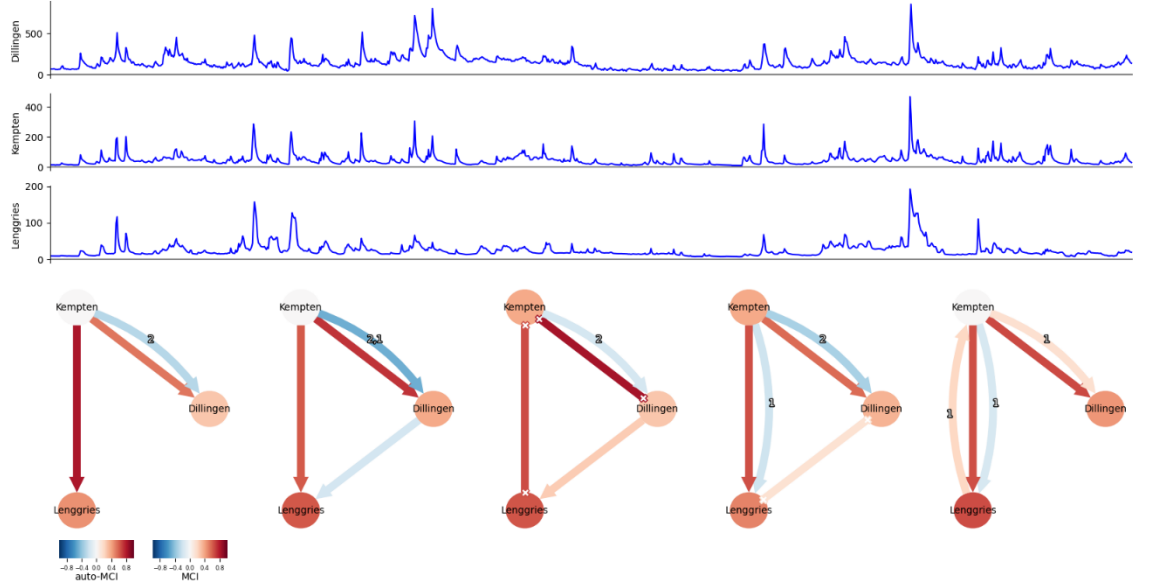 500
0
Dillingen
400
200
0
Kempten
200
100
0
Lenggries
Kempten
2
Dillingen
Lenggries
Kempten
2,1
Dillingen
Lenggries
Kempten
2
Dillingen
Lenggries
Kempten
2
1
Dillingen
Lenggries
Kempten
1
1
1
Dillingen
Lenggries
−0.8 −0.4 0.0 0.4 0.8
auto-MCI
−0.8 −0.4 0.0 0.4 0.8
MCI